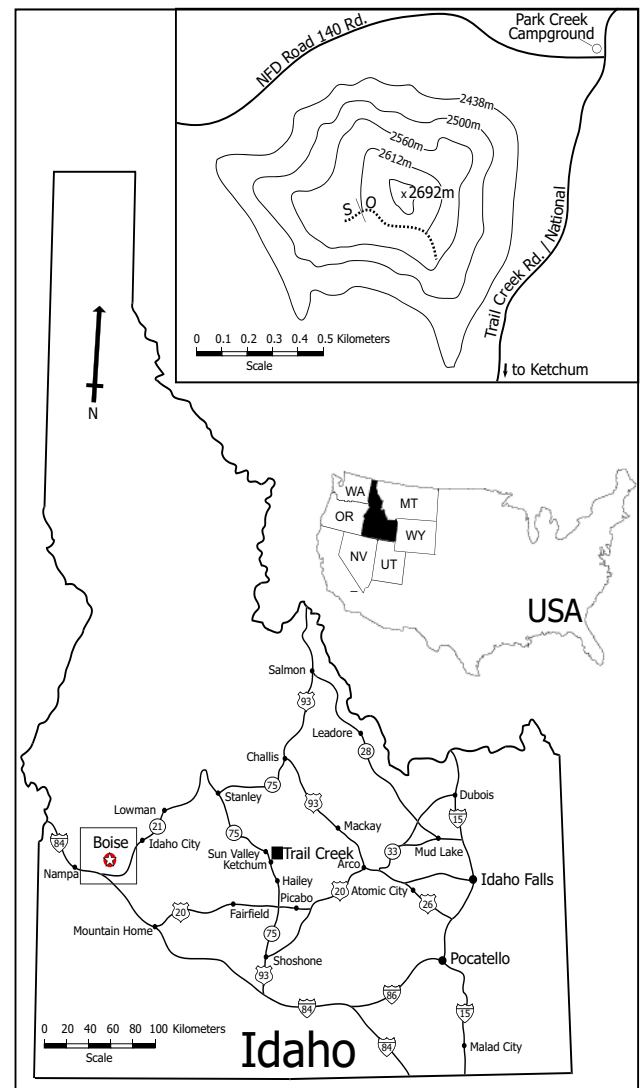 Park Creek
Campground
NFD Road 140 Rd.
2438m
2500m
2560m
2612m
x2692m
S O
Trail Creek Rd. / National
0 0.1 0.2 0.3 0.4 0.5 Kilometers
Scale
to Ketchum
N
WA
MT
OR
WY
NV
UT
USA
Salmon
93
Leadore
28
Challis
75
Stanley
93
Dubois
15
Lowman
21
Boise
Idaho City
75
Mackay
84
Sun Valley
Trail Creek
33
Mud Lake
Ketchum
Arco
Nampa
Hailey
20
Atomic City
Idaho Falls
Picabo
26
20
Fairfield
Mountain Home
75
Shoshone
Pocatello
93
86
84
15
0 20 40 60 80 100 Kilometers
Scale
Idaho
84
Malad City